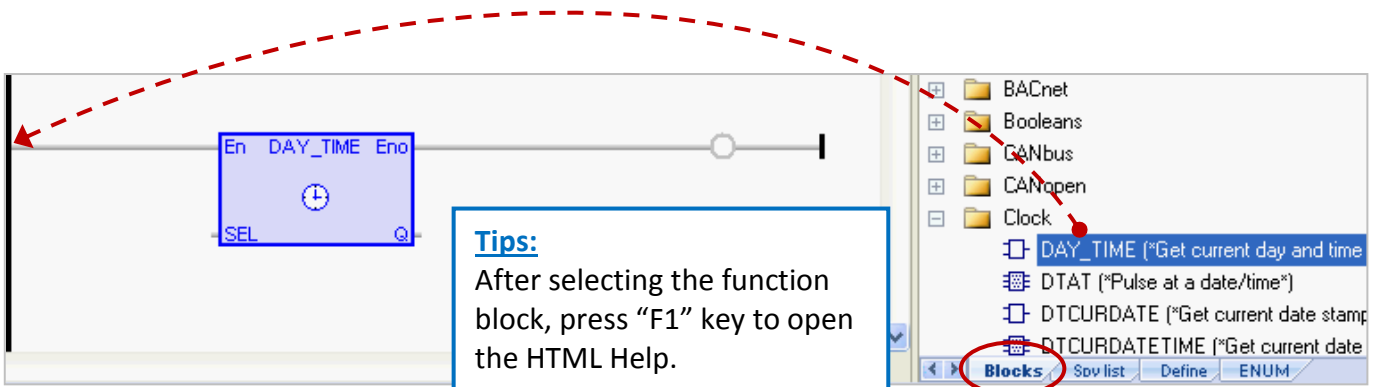 En DAY_TIME Eno
SEL Q
Tips:
After selecting the function
block, press “F1” key to open
the HTML Help.
BACnet
Booleans
CANbus
CANopen
Clock
DAY_TIME (*Get current day and time
DTAT (*Pulse at a date/time*)
DTCURDATE (*Get current date stamp
DTCURDATETIME (*Get current date
Blocks Spy list Define ENUM